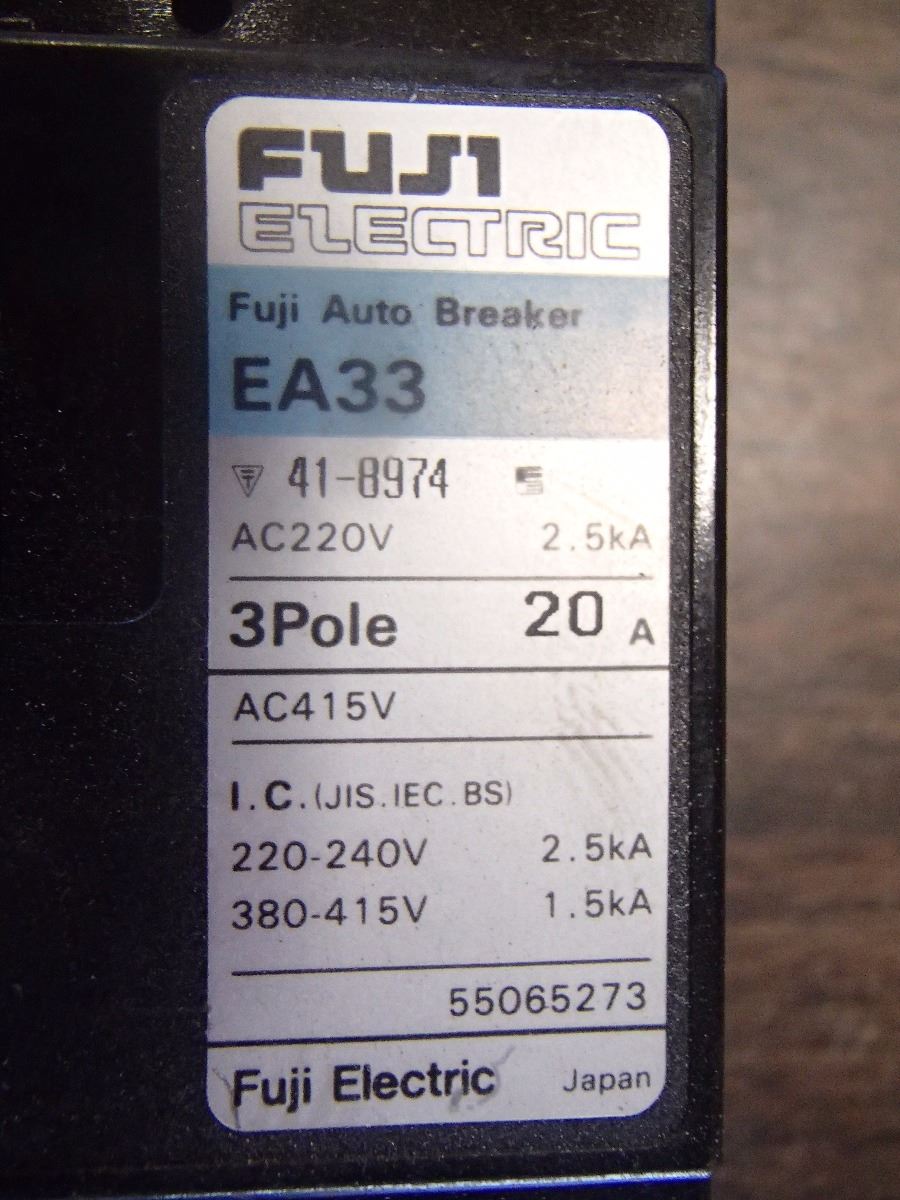 FUJI
ELECTRIC
Fuji Auto Breaker
EA33
41-8974
AC220V 2.5kA
3Pole 20 A
AC415V
I.C.(JIS.IEC.BS)
220-240V 2.5kA
380-415V 1.5kA
55065273
Fuji Electric Japan